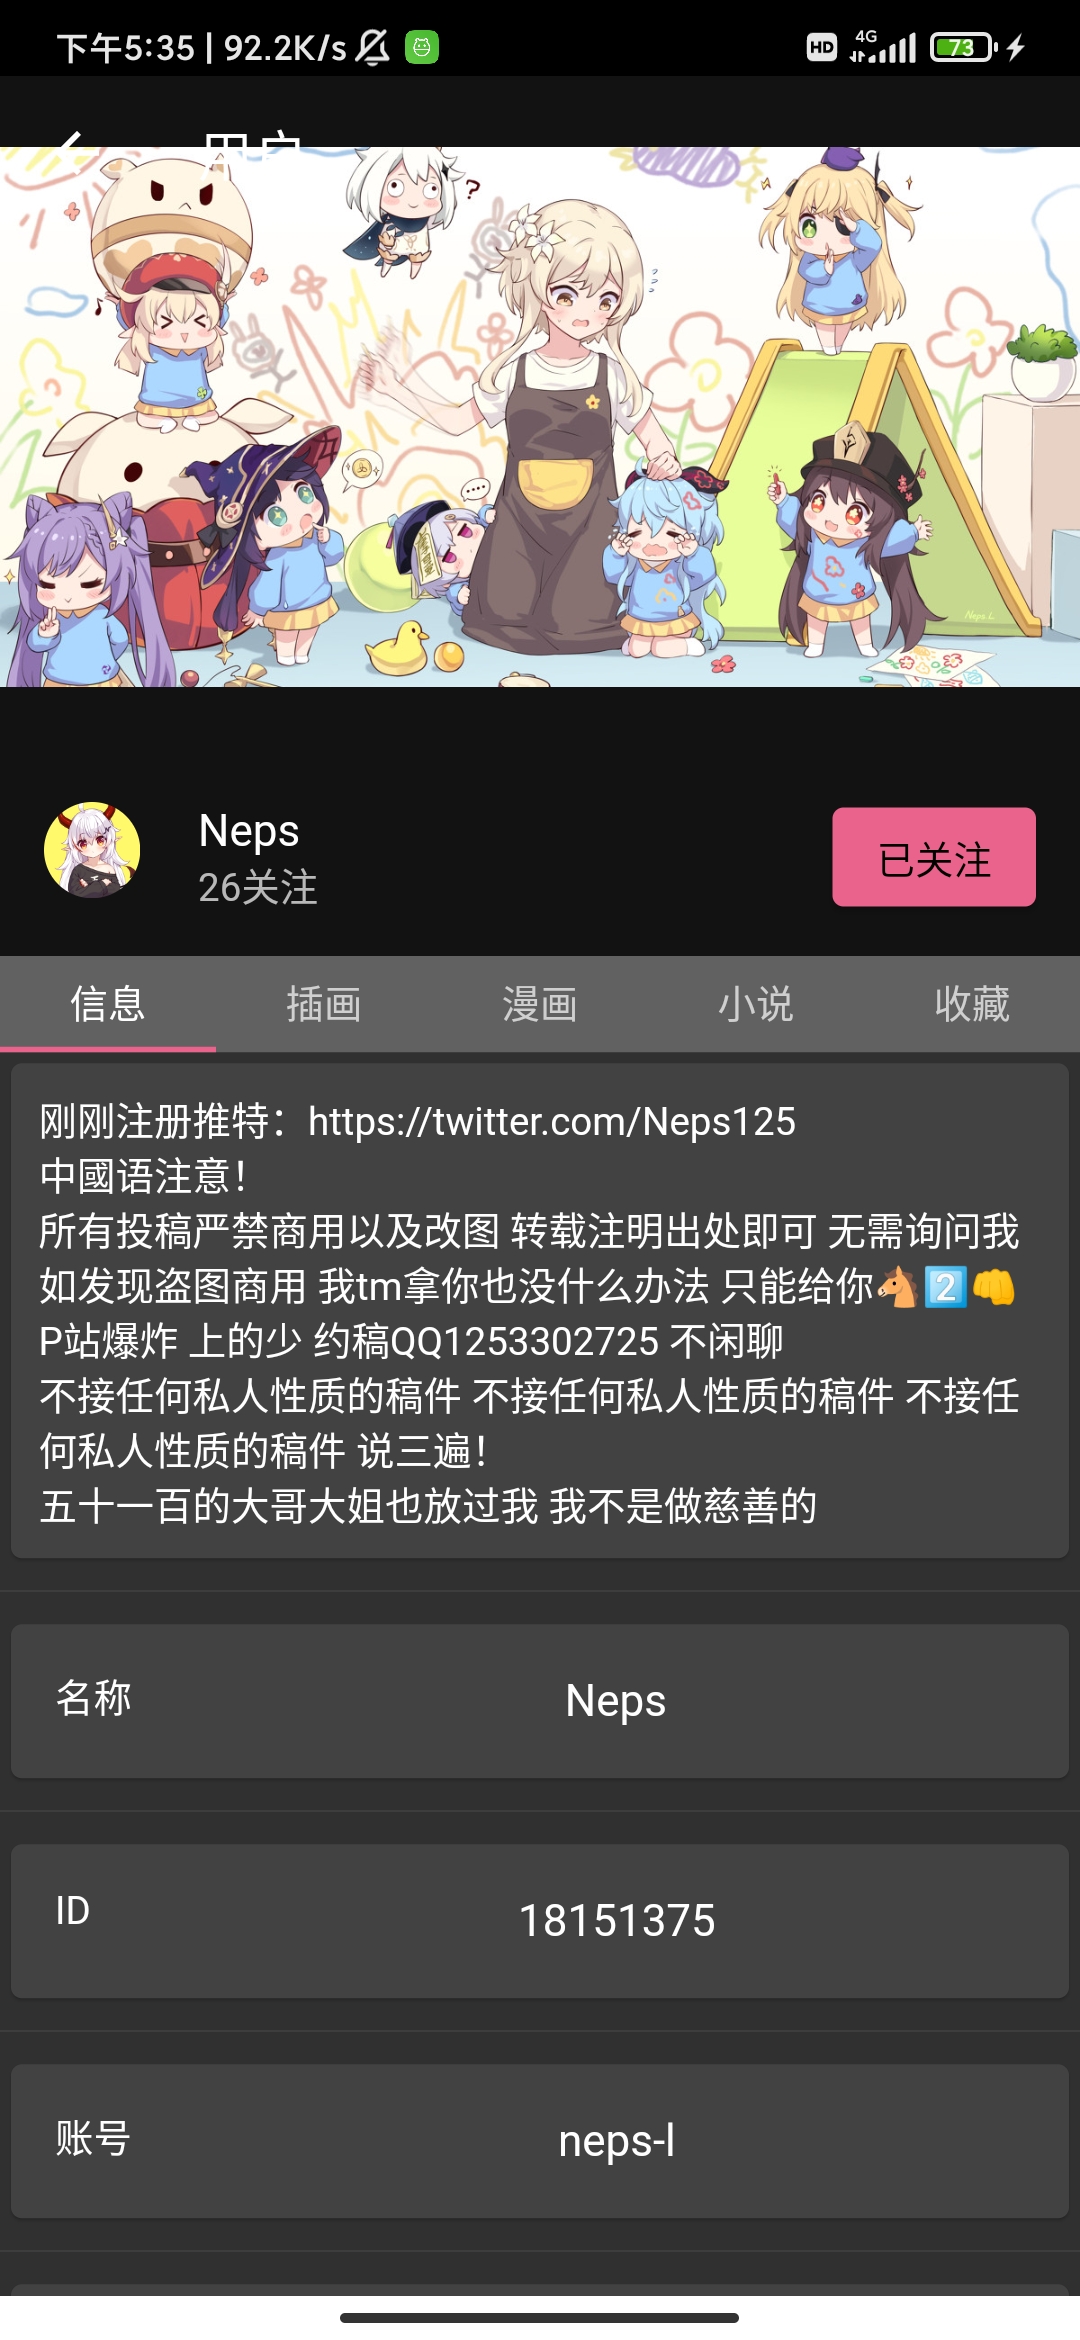 下午5:35 | 92.2K/s
HD
4G
73
用户
?
Neps L
Neps
26关注
已关注
信息
插画
漫画
小说
收藏
刚刚注册推特：https://twitter.com/Neps125
中國语注意！
所有投稿严禁商用以及改图 转载注明出处即可 无需询问我
如发现盗图商用 我tm拿你也没什么办法 只能给你🐴2️⃣👊
P站爆炸 上的少 约稿QQ1253302725 不闲聊
不接任何私人性质的稿件 不接任何私人性质的稿件 不接任
何私人性质的稿件 说三遍！
五十一百的大哥大姐也放过我 我不是做慈善的
名称
Neps
ID
18151375
账号
neps-l